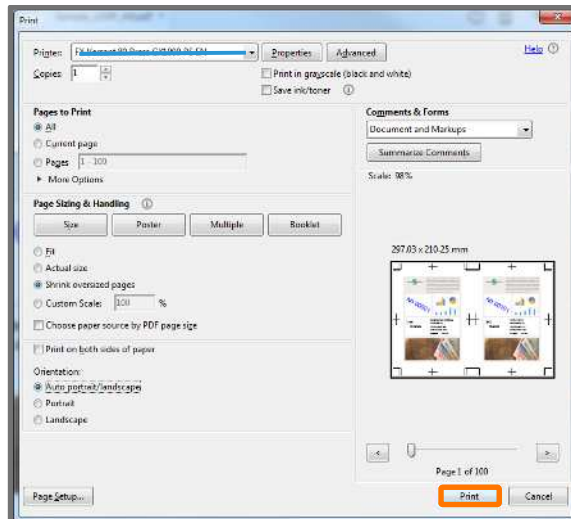 Print
Printer:
Properties
Advanced
Help
Copies:
1
Print in grayscale (black and white)
Save ink/toner
Pages to Print
All
Current page
Pages
1 - 100
More Options
Comments & Forms
Document and Markups
Summarize Comments
Scale: 98%
Page Sizing & Handling
Size
Poster
Multiple
Booklet
Fit
Actual size
Shrink oversized pages
Custom Scale:
100
%
Choose paper source by PDF page size
Print on both sides of paper
Orientation:
Auto portrait/landscape
Portrait
Landscape
297.03 x 210.25 mm
<
>
Page 1 of 100
Page Setup...
Print
Cancel